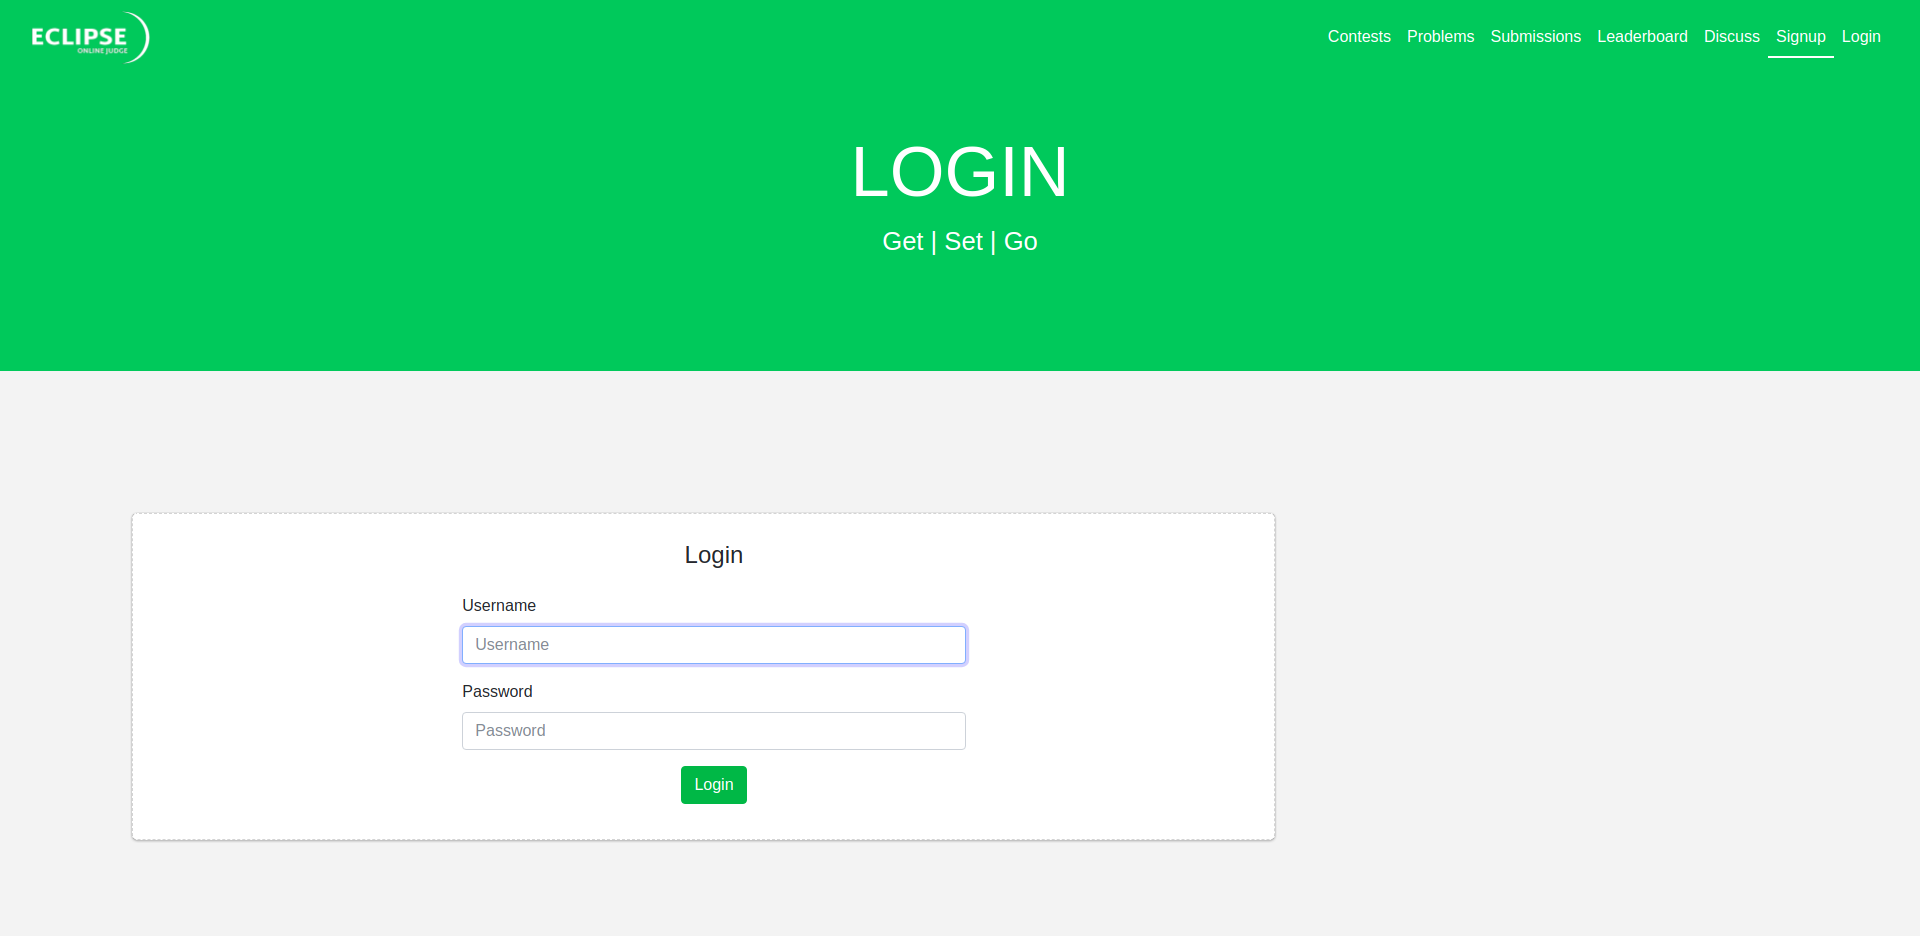 ECLIPSE
ONLINE JUDGE
Contests Problems Submissions Leaderboard Discuss Signup Login
LOGIN
Get | Set | Go
Login
Username
Username
Password
Password
Login